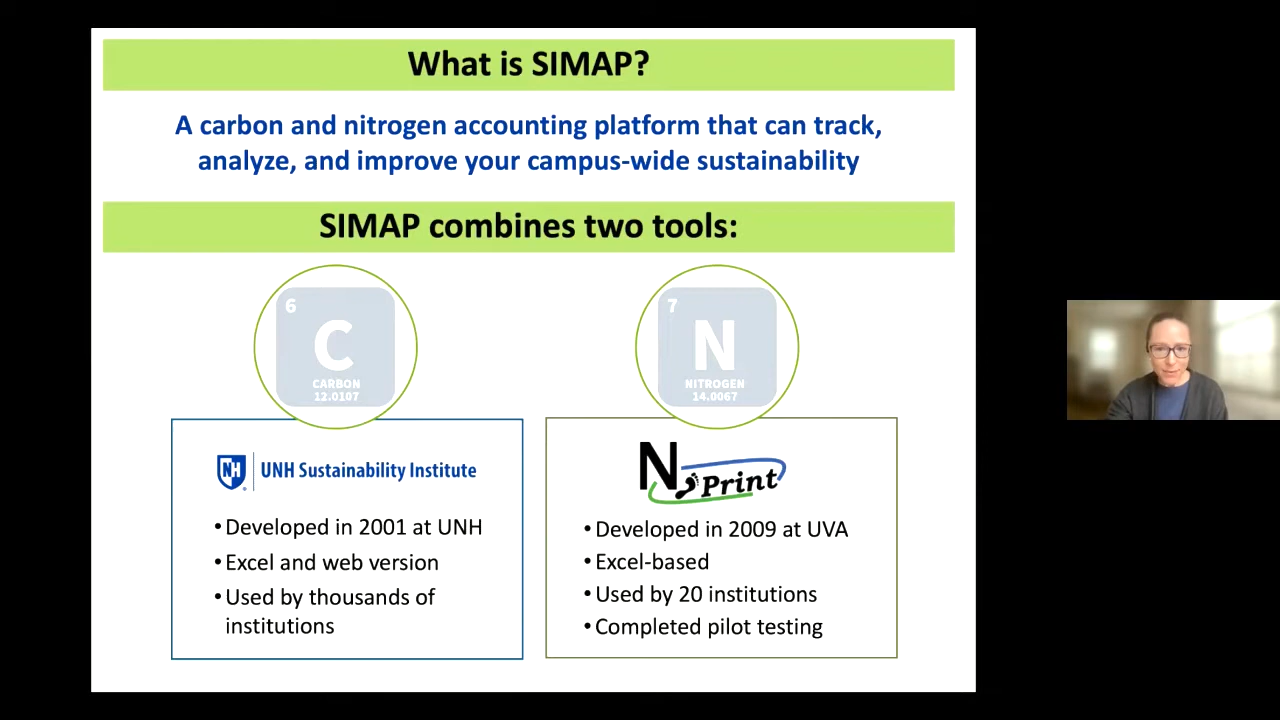 What is SIMAP?
A carbon and nitrogen accounting platform that can track,
analyze, and improve your campus-wide sustainability
SIMAP combines two tools:
6
C
CARBON
12.0107
7
N
NITROGEN
14.0067
NH UNH Sustainability Institute
• Developed in 2001 at UNH
• Excel and web version
• Used by thousands of
institutions
N Print
• Developed in 2009 at UVA
• Excel-based
• Used by 20 institutions
• Completed pilot testing